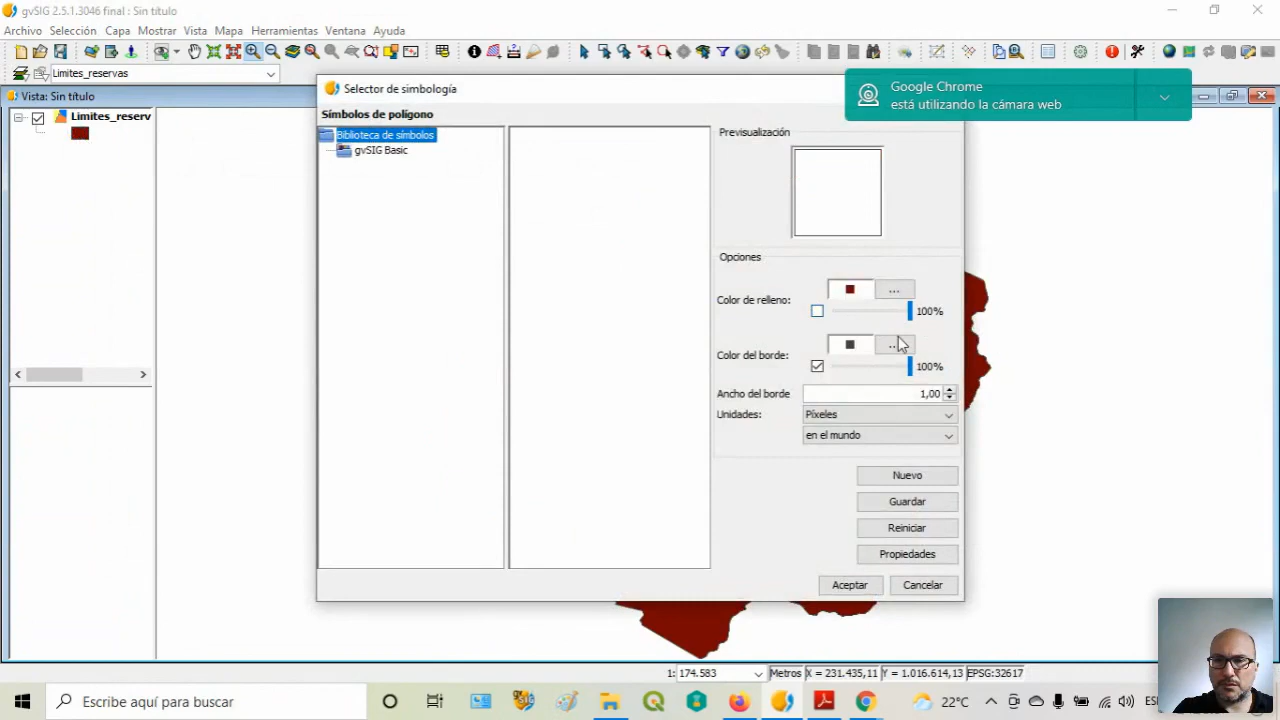 gvSIG 2.5.1.3046 final : Sin título
Archivo Selección Capa Mostrar Vista Mapa Herramientas Ventana Ayuda
Limites_reservas
Vista: Sin título
Limites_reserv
Selector de simbología
Símbolos de polígono
Biblioteca de símbolos
gvSIG Basic
Google Chrome
está utilizando la cámara web
Previsualización
Opciones
Color de relleno:
...
100%
Color del borde:
...
100%
Ancho del borde 1,00
Unidades: Píxeles
en el mundo
Nuevo
Guardar
Reiniciar
Propiedades
Aceptar Cancelar
1: 174.583 Metros X = 231.435,11 Y = 1.016.614,13 EPSG:32617
Escribe aquí para buscar
22°C